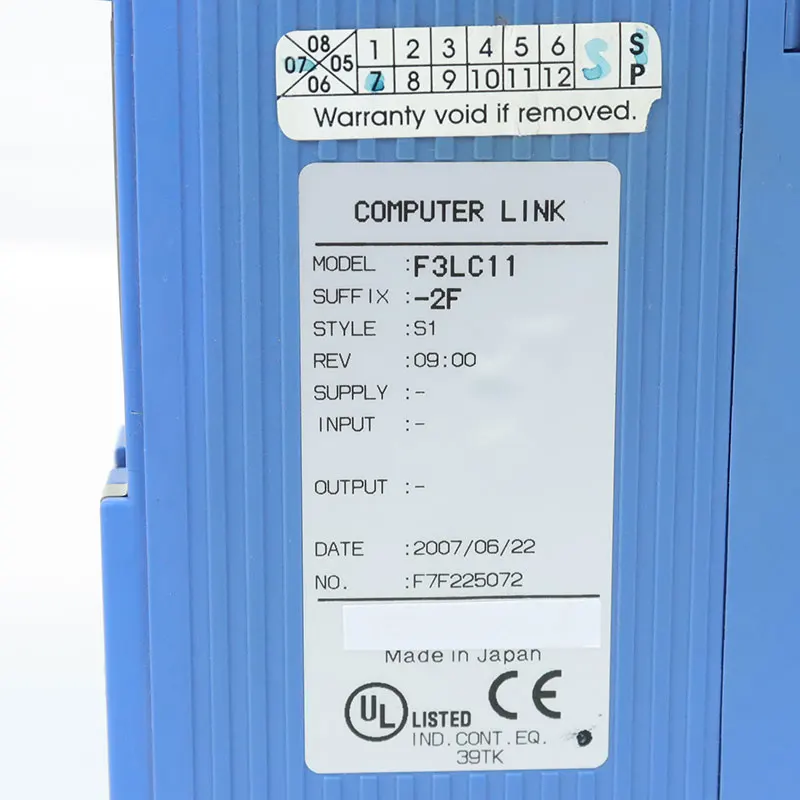 08
07 05
06
1 2 3 4 5 6
7 8 9 10 11 12
S
S
P
Warranty void if removed.
COMPUTER LINK
MODEL :F3LC11
SUFFIX :-2F
STYLE :S1
REV :09:00
SUPPLY :-
INPUT :-
OUTPUT :-
DATE :2007/06/22
NO. :F7F225072
Made in Japan
UL LISTED CE
IND.CONT.EQ.
39TK